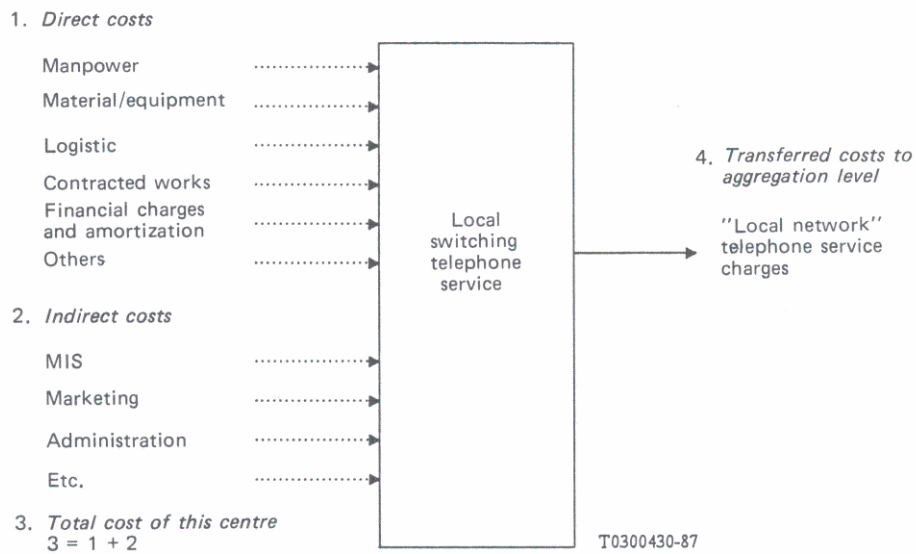 1. Direct costs
Manpower
Material/equipment
Logistic
Contracted works
Financial charges
and amortization
Others
2. Indirect costs
MIS
Marketing
Administration
Etc.
3. Total cost of this centre
3 = 1 + 2
Local
switching
telephone
service
4. Transferred costs to
aggregation level
"Local network"
telephone service
charges
T0300430-87